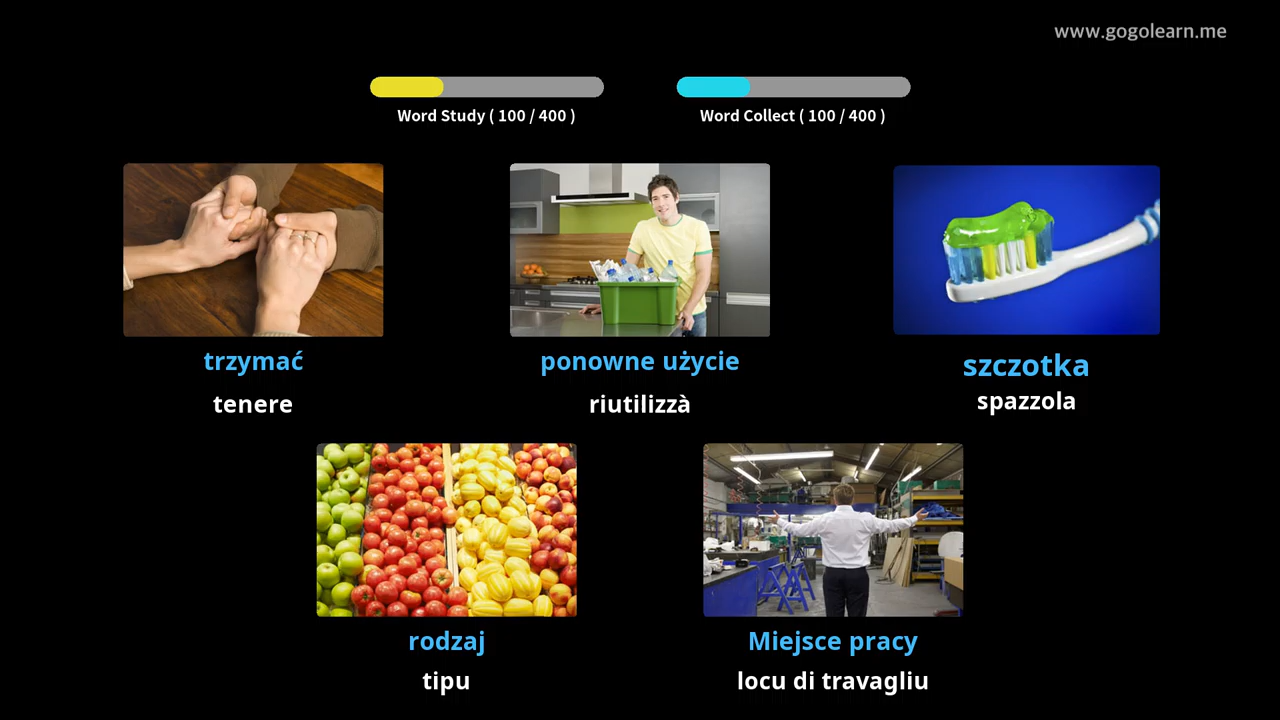 www.gogolearn.me
Word Study ( 100 / 400 )
Word Collect ( 100 / 400 )
trzymać
tenere
ponowne użycie
riutilizzà
szczotka
spazzola
rodzaj
tipu
Miejsce pracy
locu di travagliu